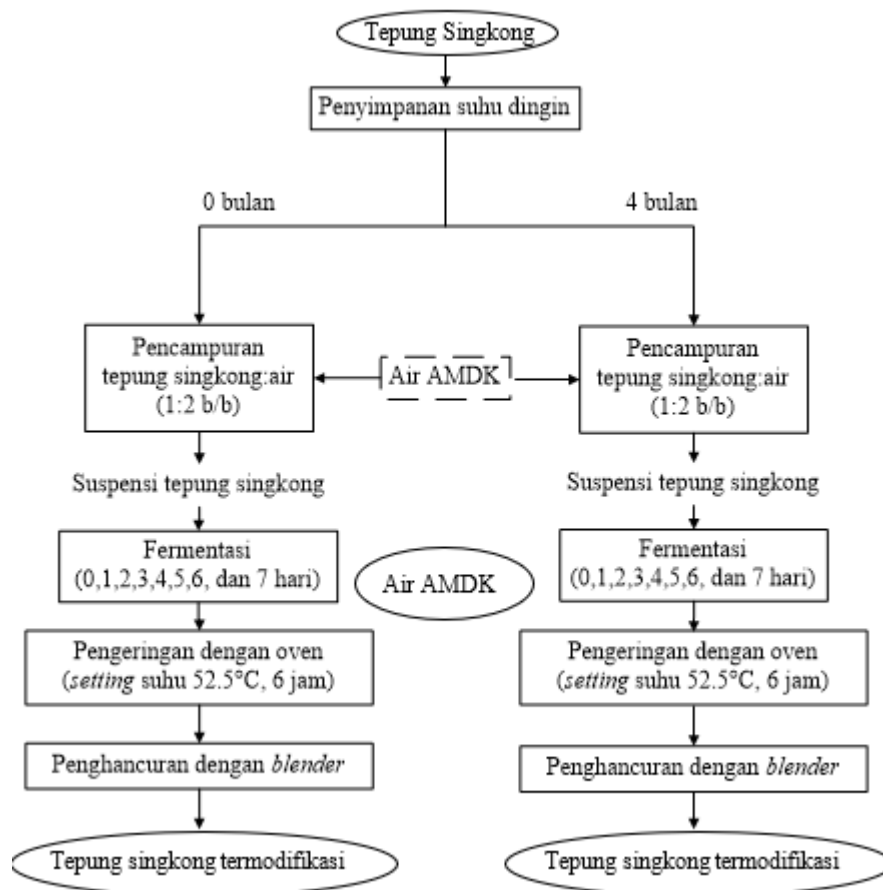 Tepung Singkong
Penyimpanan suhu dingin
0 bulan
4 bulan
Pencampuran
tepung singkong:air
(1:2 b/b)
Air AMDK
Pencampuran
tepung singkong:air
(1:2 b/b)
Suspensi tepung singkong
Suspensi tepung singkong
Fermentasi
(0,1,2,3,4,5,6, dan 7 hari)
Air AMDK
Fermentasi
(0,1,2,3,4,5,6, dan 7 hari)
Pengeringan dengan oven
(setting suhu 52.5°C, 6 jam)
Pengeringan dengan oven
(setting suhu 52.5°C, 6 jam)
Penghancuran dengan blender
Penghancuran dengan blender
Tepung singkong termodifikasi
Tepung singkong termodifikasi